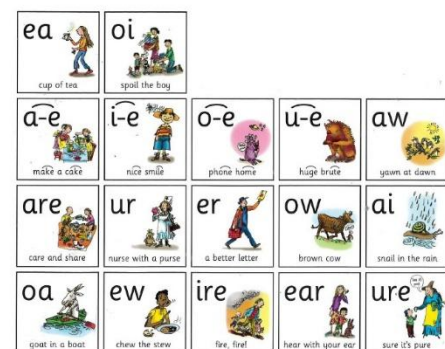 ea oi
cup of tea spoil the boy
a-e i-e o-e u-e aw
make a cake nice smile phone home huge brute yawn at dawn
are ur er ow ai
care and share nurse with a purse a better letter brown cow snail in the rain
oa ew ire ear ure
goat in a boat chew the stew fire, fire! hear with your ear sure it's pure